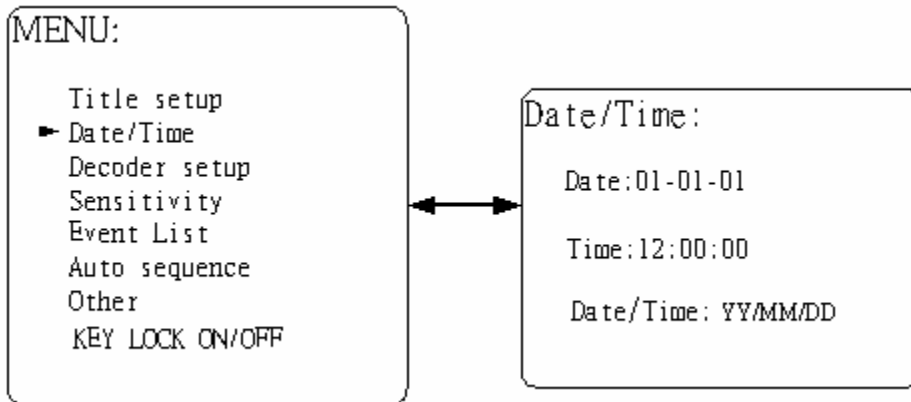 MENU:
Title setup
Date/Time
Decoder setup
Sensitivity
Event List
Auto sequence
Other
KEY LOCK ON/OFF
Date/Time:
Date:01-01-01
Time:12:00:00
Date/Time: YY/MM/DD